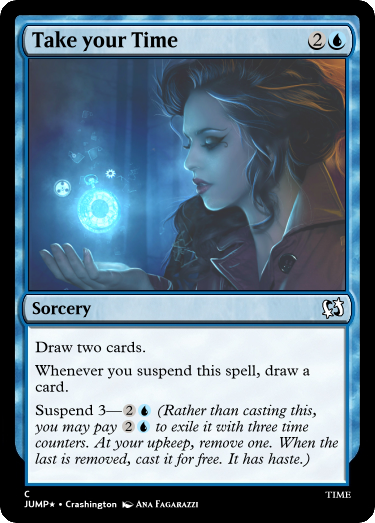 Take your Time 2
Sorcery
Draw two cards.
Whenever you suspend this spell, draw a
card.
Suspend 3—2 (Rather than casting this,
you may pay 2 to exile it with three time
counters. At your upkeep, remove one. When the
last is removed, cast it for free. It has haste.)
C
JUMP★ • Crashington Ana Fagarazzi
TIME